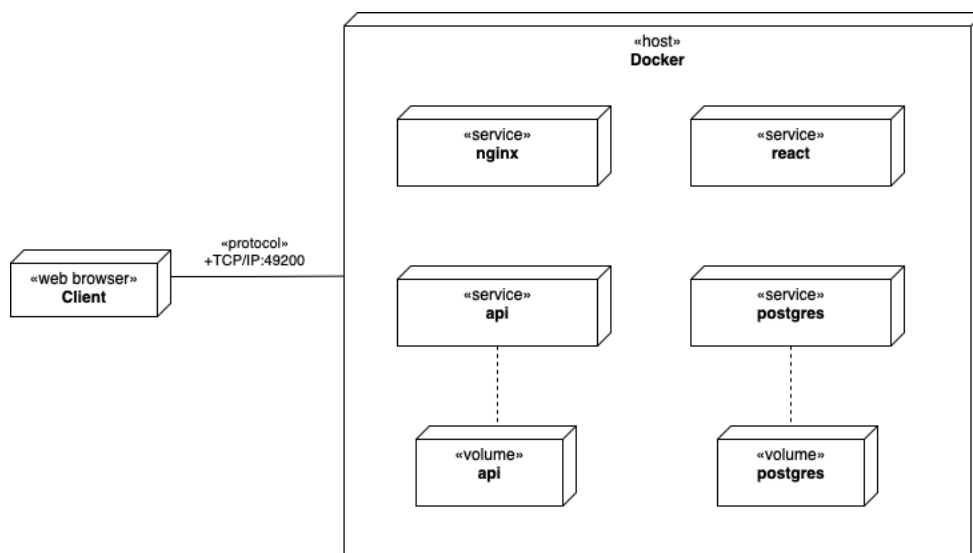 «host»
Docker
«service»
nginx
«service»
react
«protocol»
+TCP/IP:49200
«web browser»
Client
«service»
api
«service»
postgres
«volume»
api
«volume»
postgres